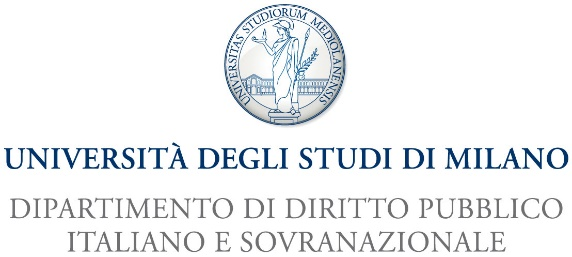 UNIVERSITAS STUDIORUM MEDIOLANENSIS
UNIVERSITÀ DEGLI STUDI DI MILANO
DIPARTIMENTO DI DIRITTO PUBBLICO
ITALIANO E SOVRANAZIONALE